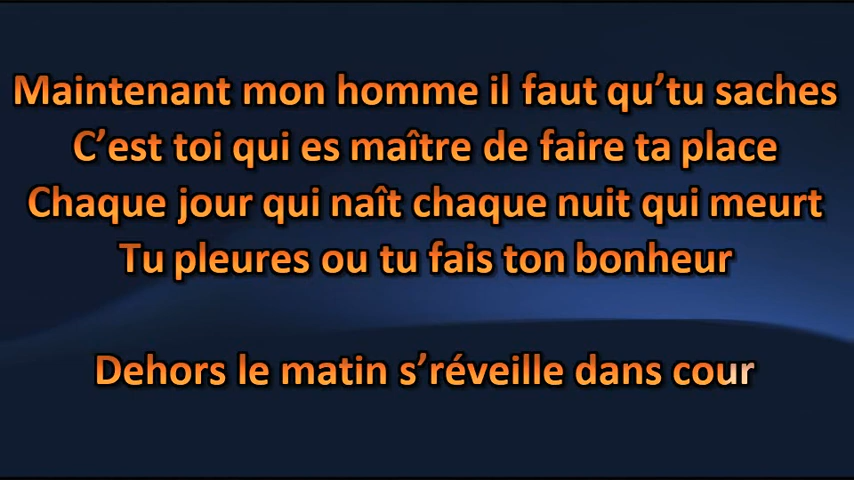 Maintenant mon homme il faut qu’tu saches
C’est toi qui es maître de faire ta place
Chaque jour qui naît chaque nuit qui meurt
Tu pleures ou tu fais ton bonheur
Dehors le matin s’réveille dans cour